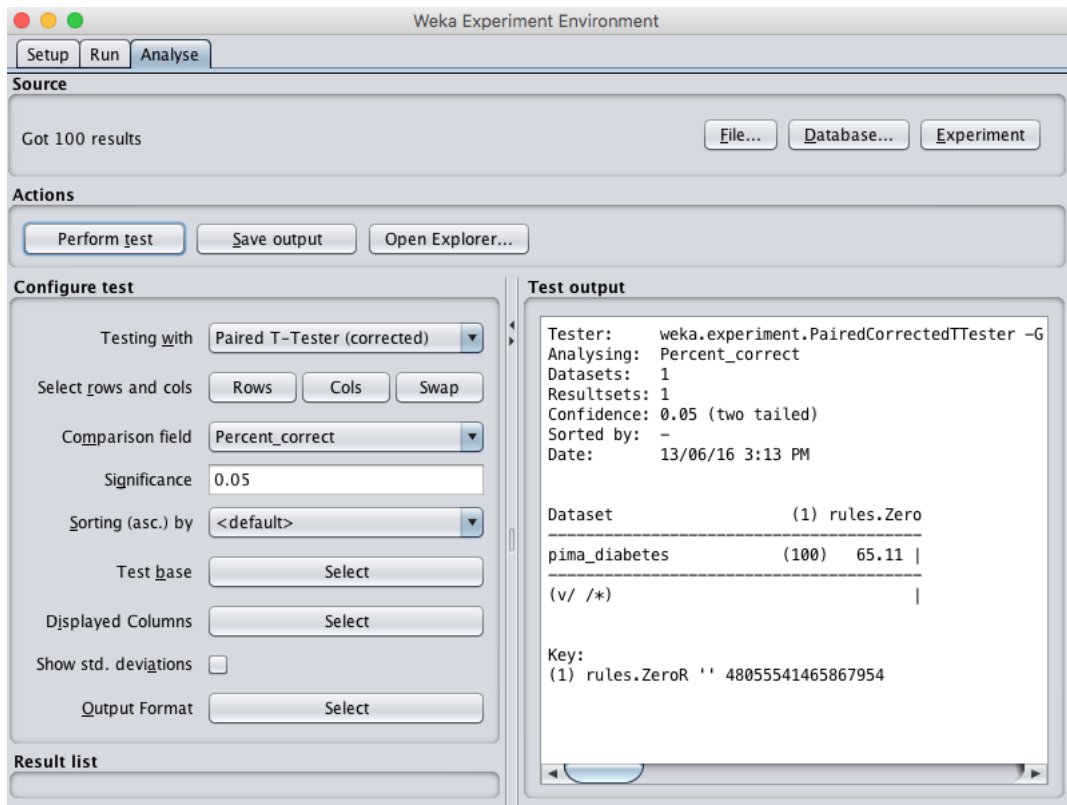 Weka Experiment Environment
Setup Run Analyse
Source
Got 100 results File... Database... Experiment
Actions
Perform test Save output Open Explorer...
Configure test
Testing with Paired T-Tester (corrected)
Select rows and cols Rows Cols Swap
Comparison field Percent_correct
Significance 0.05
Sorting (asc.) by <default>
Test base Select
Displayed Columns Select
Show std. deviations
Output Format Select
Result list
Test output
Tester: weka.experiment.PairedCorrectedTTester -G
Analysing: Percent_correct
Datasets: 1
Resultsets: 1
Confidence: 0.05 (two tailed)
Sorted by: -
Date: 13/06/16 3:13 PM
Dataset (1) rules.Zero
pima_diabetes (100) 65.11 |
(v/ /*) |
Key:
(1) rules.ZeroR '' 48055541465867954